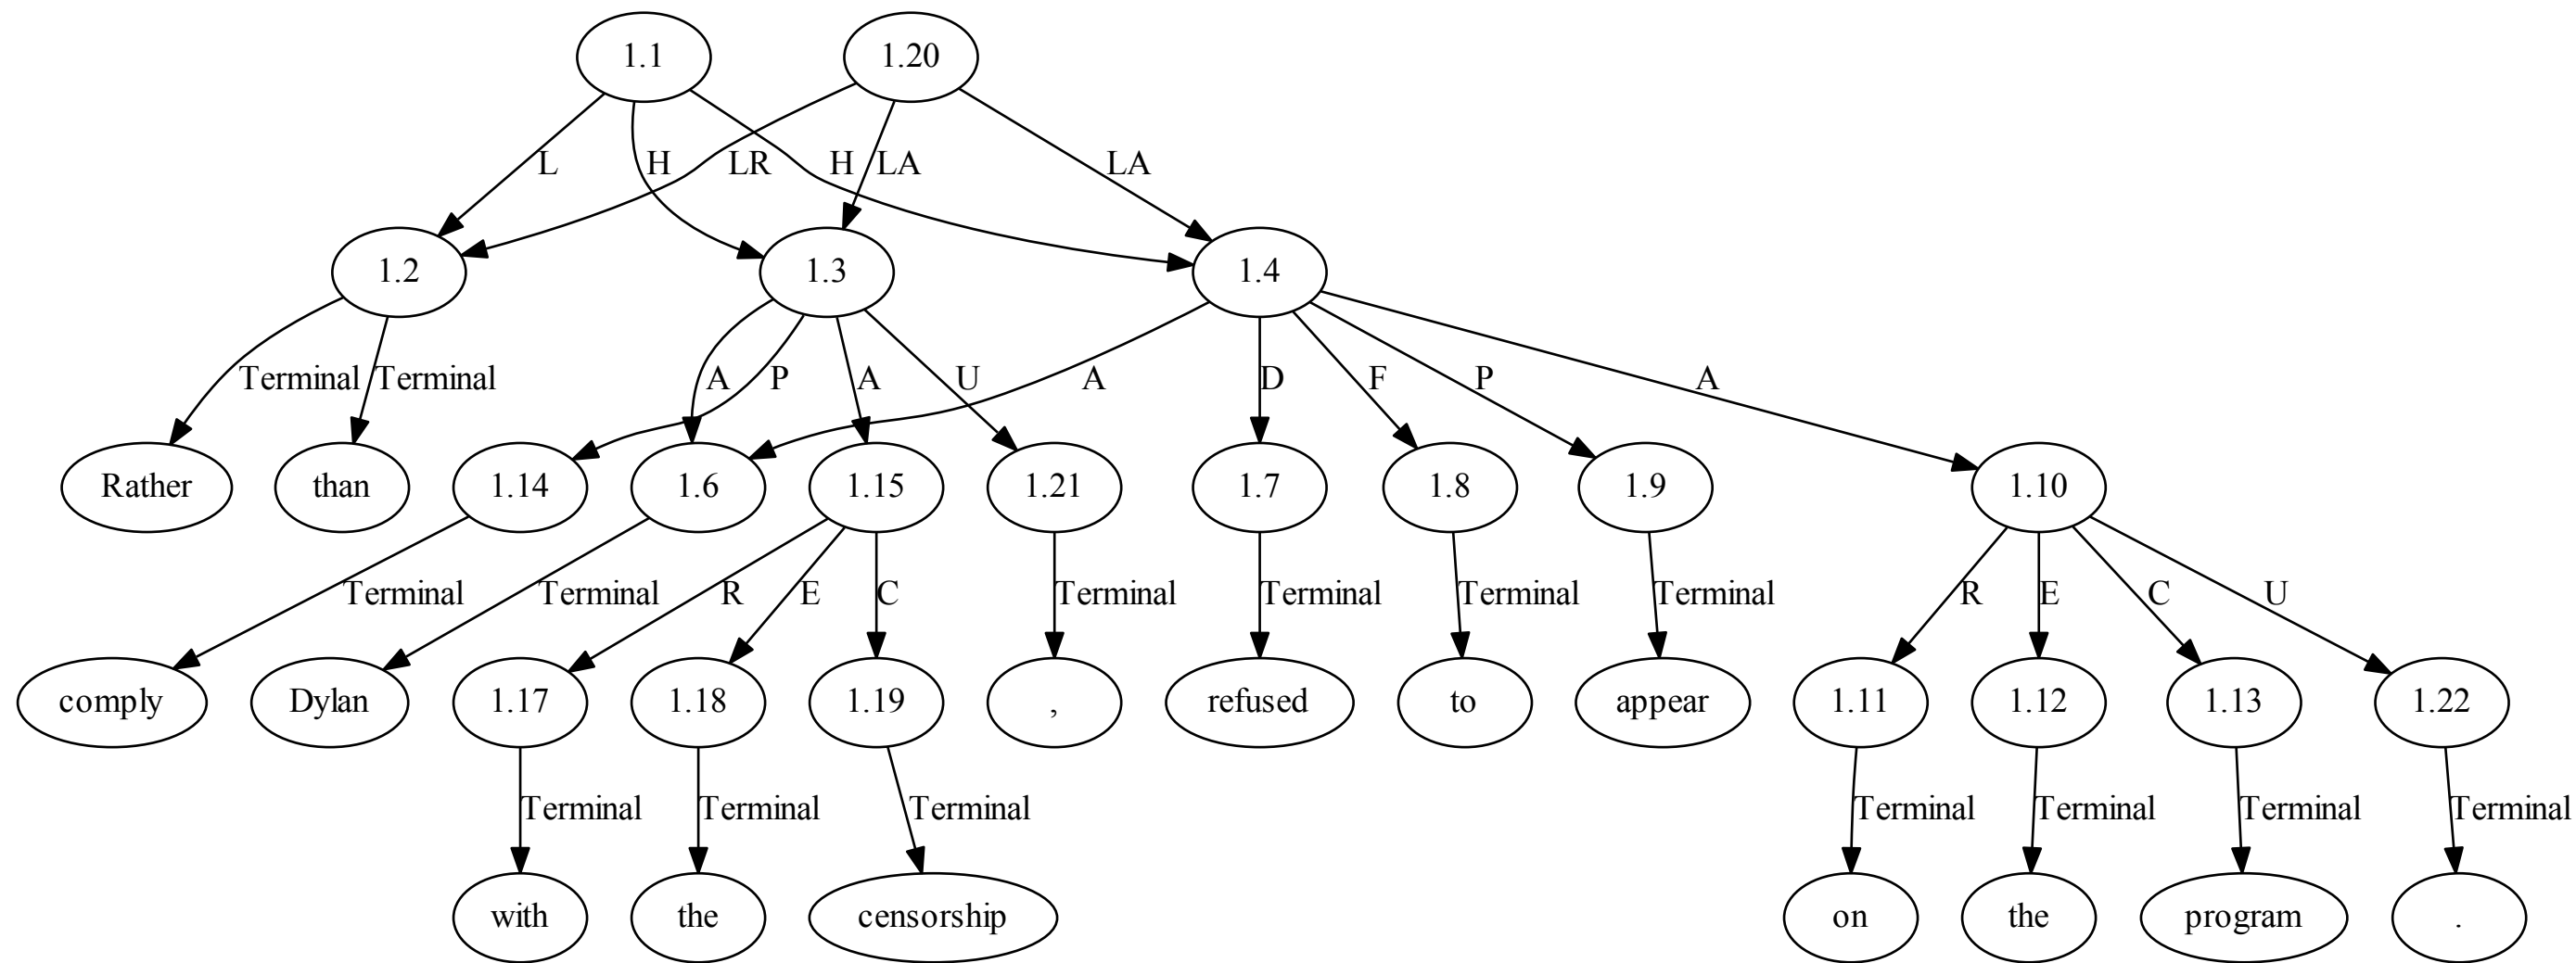 1.1 1.20
L H LR H LA LA
1.2 1.3 1.4
Terminal Terminal A P A U A D F P A
Rather than 1.14 1.6 1.15 1.21 1.7 1.8 1.9 1.10
Terminal Terminal R E C Terminal Terminal Terminal Terminal R E C U
comply Dylan 1.17 1.18 1.19 , refused to appear 1.11 1.12 1.13 1.22
Terminal Terminal Terminal Terminal Terminal Terminal Terminal
with the censorship on the program .